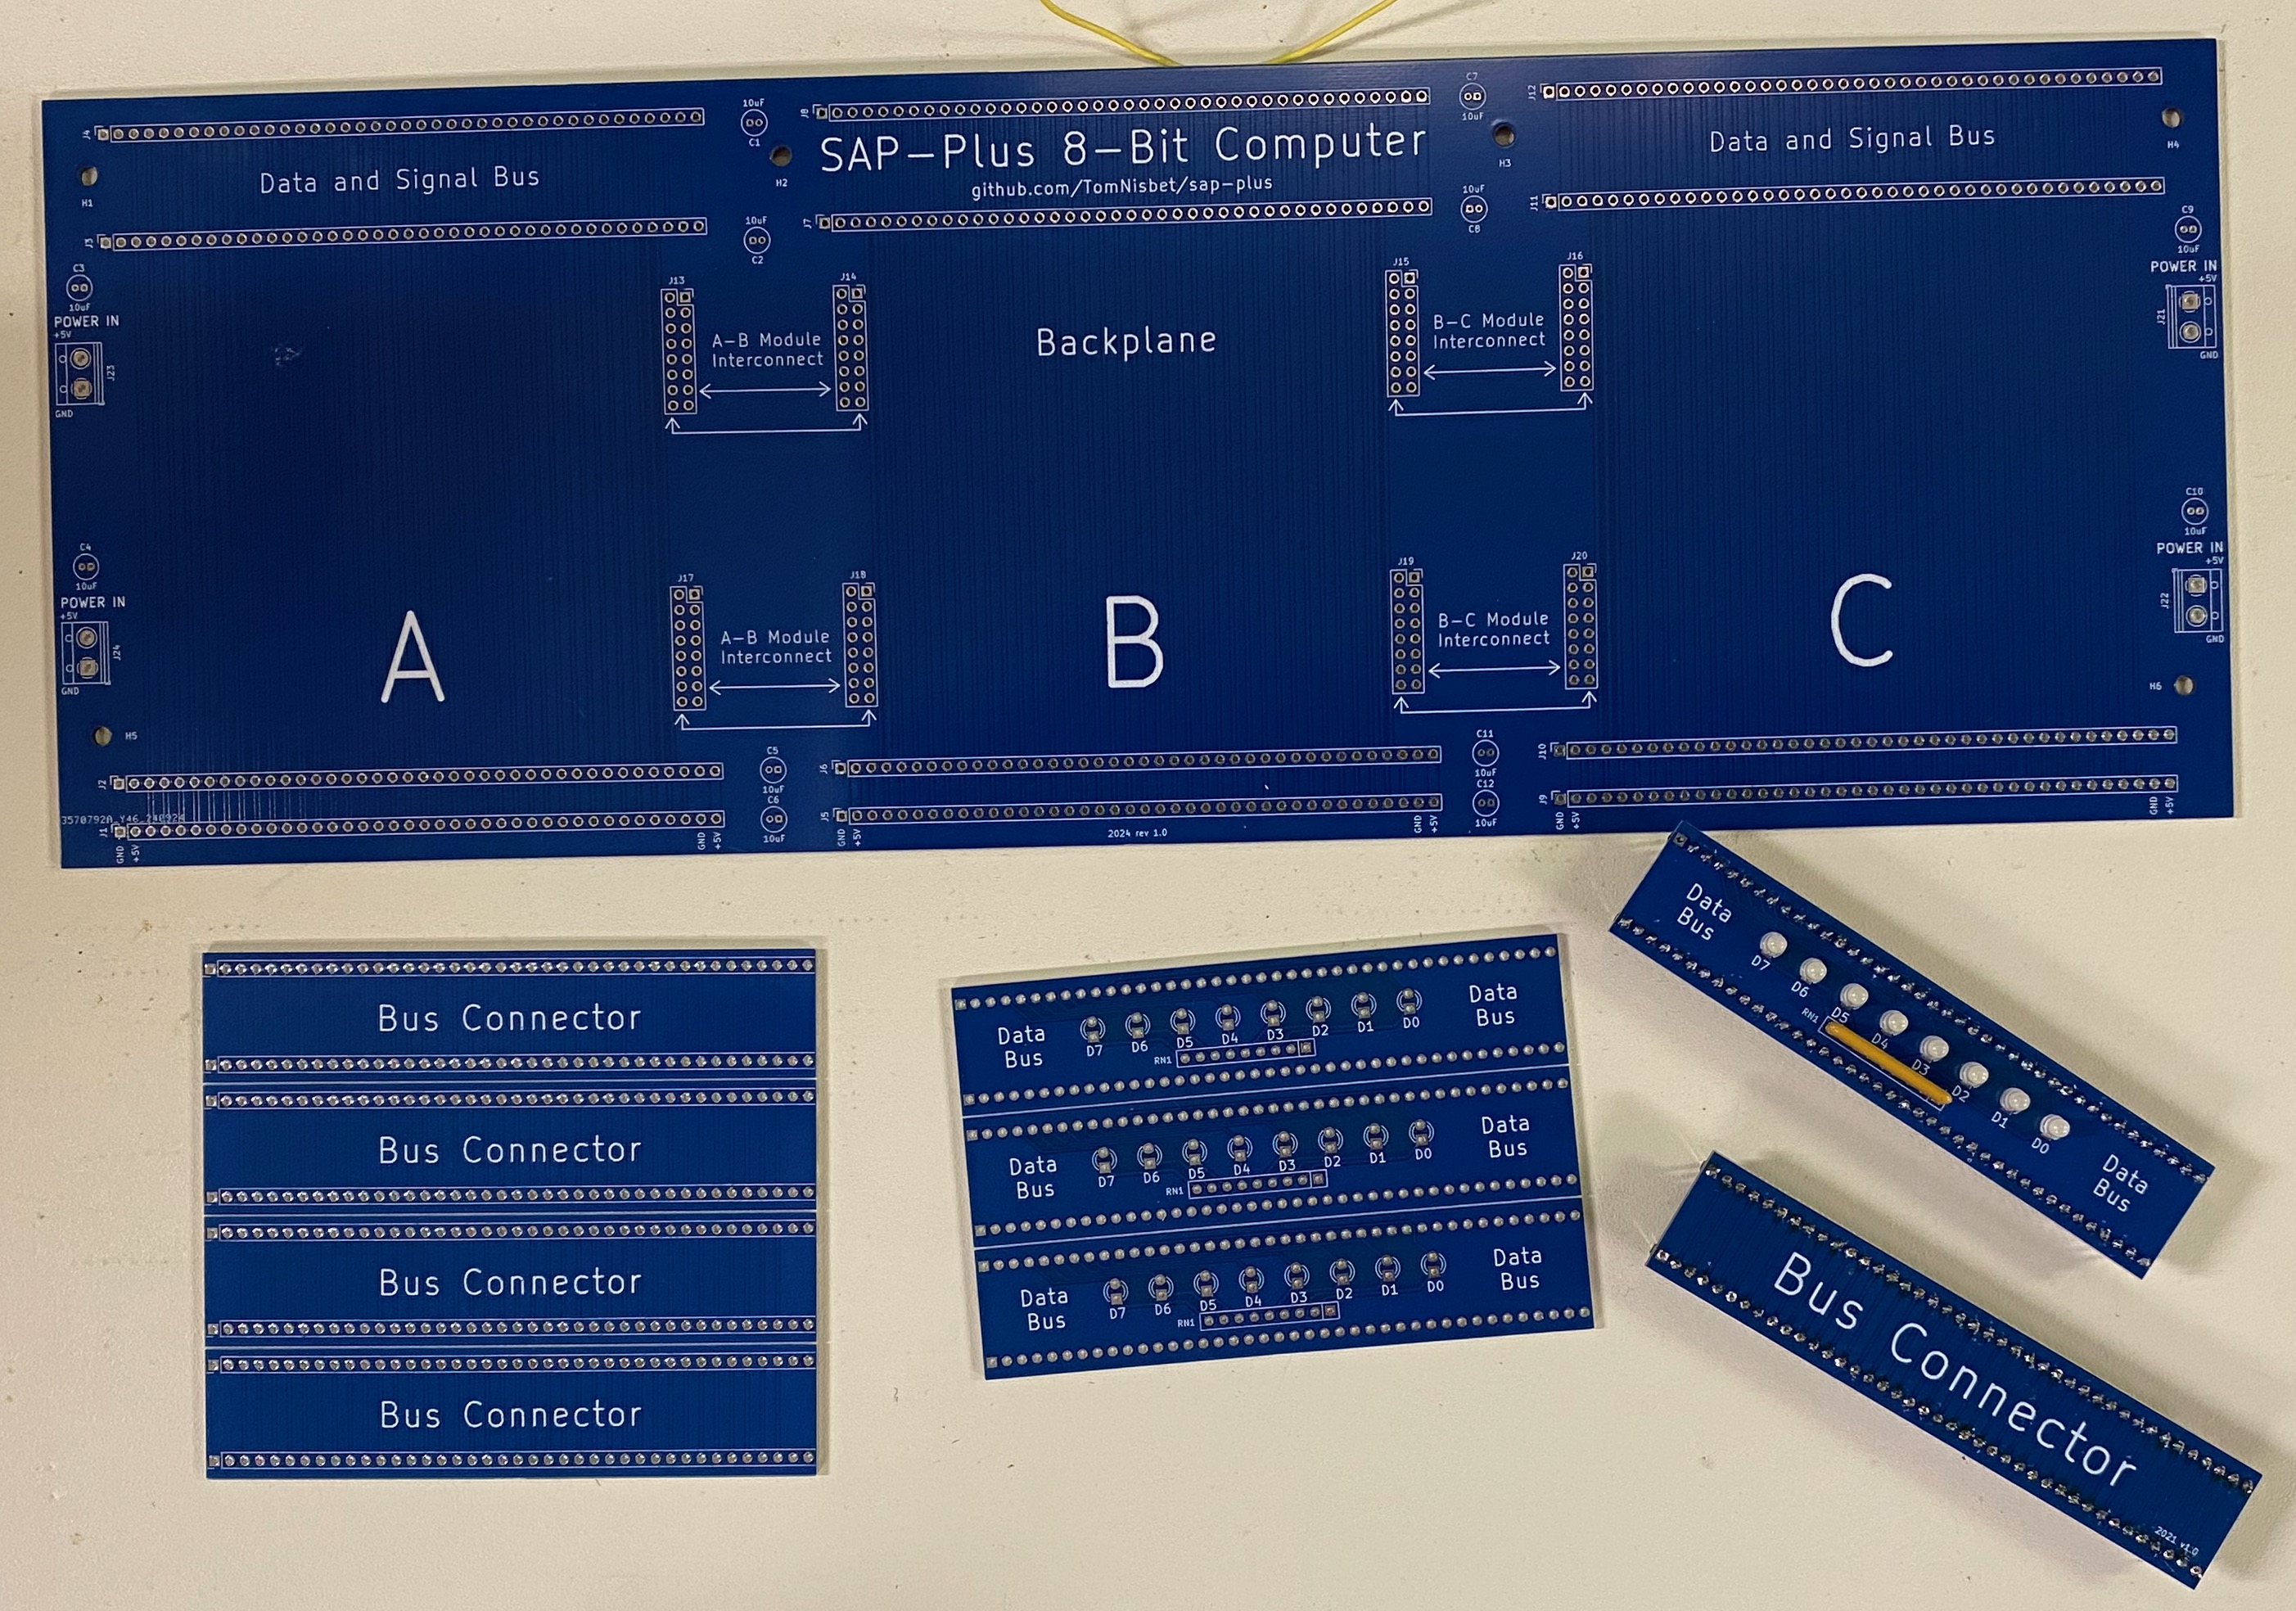 J4
10uF
C1
J8
C7
10uF
J12
SAP-Plus 8-Bit Computer
github.com/TomNisbet/sap-plus
Data and Signal Bus
Data and Signal Bus
H1
H2
H3
H4
J3
10uF
C2
J7
10uF
C8
J11
C9
10uF
C3
10uF
POWER IN
+5V
J23
GND
J13
J14
A-B Module
Interconnect
Backplane
J15
J16
B-C Module
Interconnect
POWER IN
+5V
J21
GND
C4
10uF
POWER IN
+5V
J24
GND
A
J17
J18
A-B Module
Interconnect
B
J19
J20
B-C Module
Interconnect
C
C10
10uF
POWER IN
+5V
J22
GND
H5
H6
J2
C5
10uF
J6
C11
10uF
J10
3570792A_Y46_240924
J1
GND
+5V
GND
+5V
C6
10uF
J5
GND
+5V
2024 rev 1.0
GND
+5V
C12
10uF
J9
GND
+5V
GND
+5V
Bus Connector
Bus Connector
Bus Connector
Bus Connector
Data
Bus
D7
D6
D5
D4
D3
D2
D1
D0
RN1
Data
Bus
Data
Bus
D7
D6
D5
D4
D3
D2
D1
D0
RN1
Data
Bus
Data
Bus
D7
D6
D5
D4
D3
D2
D1
D0
RN1
Data
Bus
Data
Bus
D7
D6
D5
RN1
D4
D3
D2
D1
D0
Data
Bus
Bus Connector
2021 v1.0